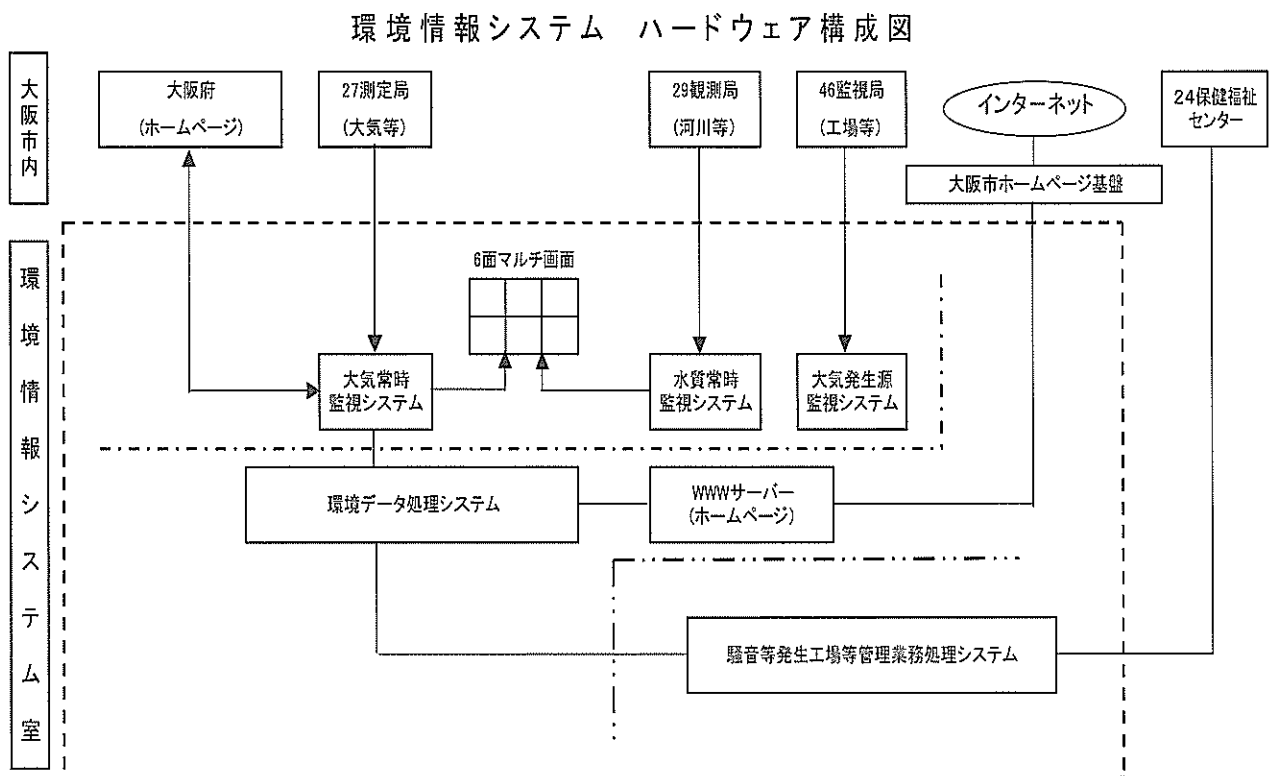 環境情報システム ハードウェア構成図
大阪市内
大阪府
(ホームページ)
27測定局
(大気等)
29観測局
(河川等)
46監視局
(工場等)
インターネット
24保健福祉
センター
大阪市ホームページ基盤
環境情報システム室
6面マルチ画面
大気常時
監視システム
水質常時
監視システム
大気発生源
監視システム
環境データ処理システム
WWWサーバー
(ホームページ)
騒音等発生工場等管理業務処理システム